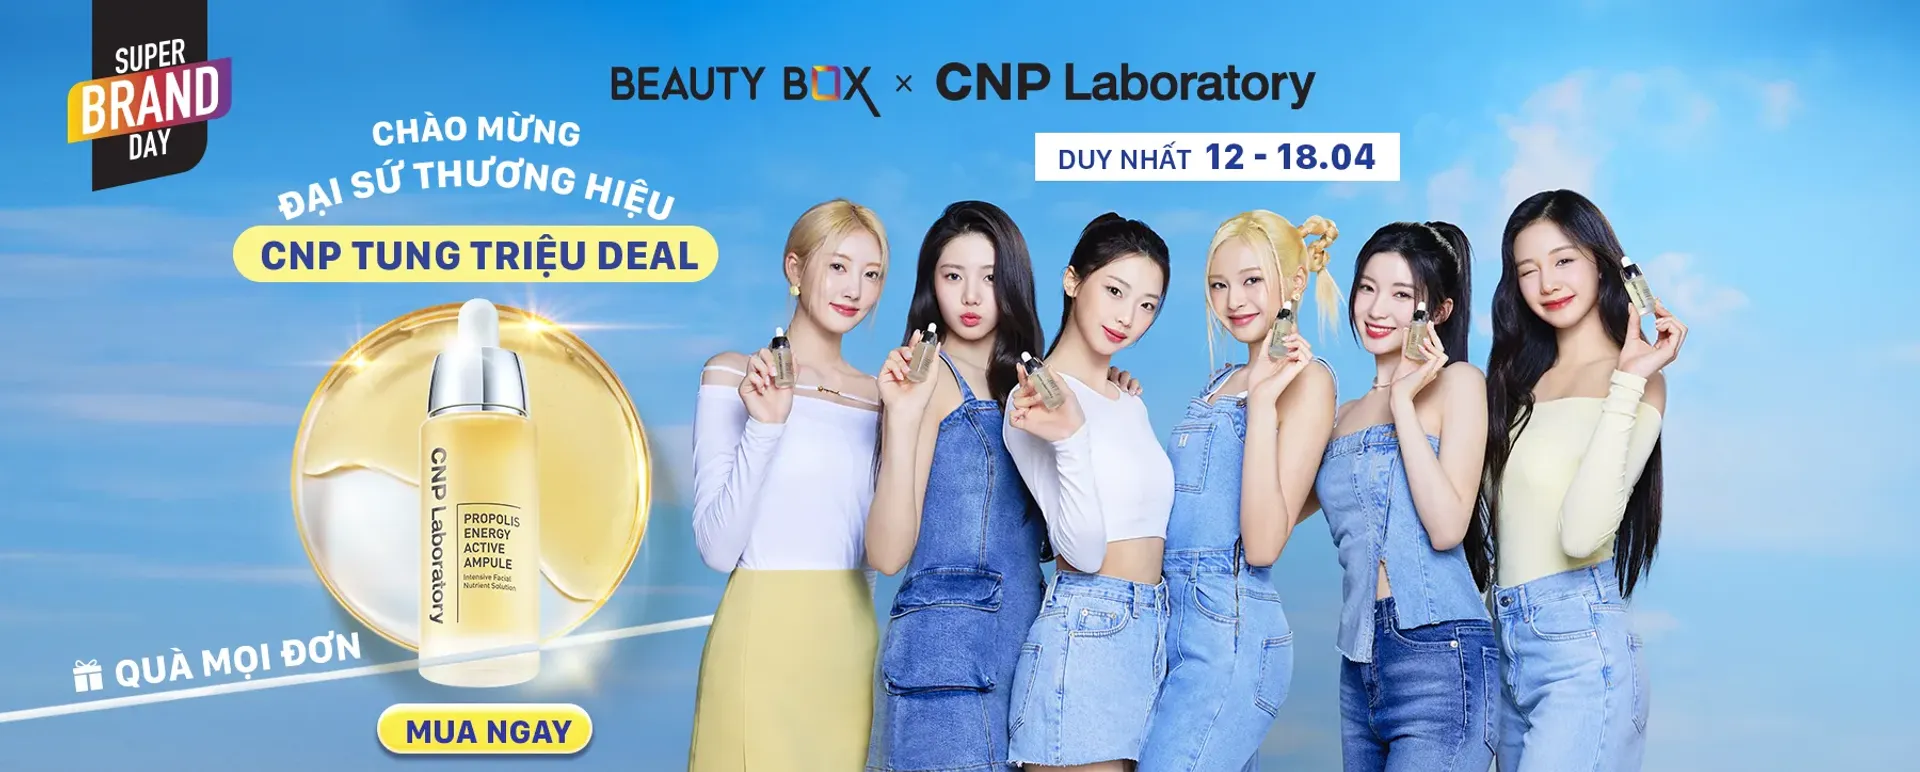 SUPER
BRAND
DAY
BEAUTY BOX × CNP Laboratory
DUY NHẤT 12 - 18.04
CHÀO MỪNG
ĐẠI SỨ THƯƠNG HIỆU
CNP TUNG TRIỆU DEAL
CNP Laboratory
PROPOLIS
ENERGY
ACTIVE
AMPULE
Intensive Facial
Nutrient Solution
QUÀ MỌI ĐƠN
MUA NGAY